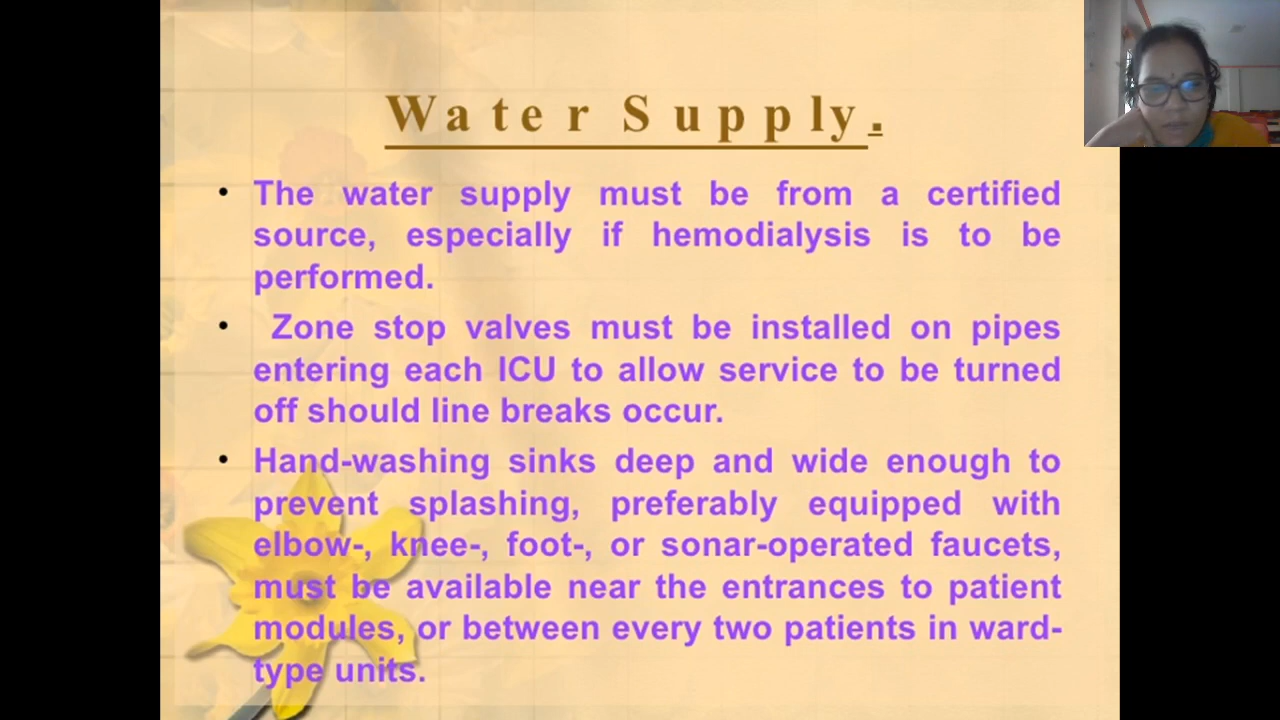 Water Supply.
• The water supply must be from a certified
source, especially if hemodialysis is to be
performed.
• Zone stop valves must be installed on pipes
entering each ICU to allow service to be turned
off should line breaks occur.
• Hand-washing sinks deep and wide enough to
prevent splashing, preferably equipped with
elbow-, knee-, foot-, or sonar-operated faucets,
must be available near the entrances to patient
modules, or between every two patients in ward-
type units.